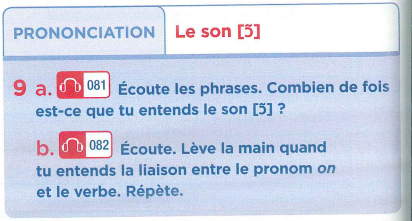 PRONONCIATION Le son [ɔ̃]
9 a. 081 Écoute les phrases. Combien de fois
est-ce que tu entends le son [ɔ̃] ?
b. 082 Écoute. Lève la main quand
tu entends la liaison entre le pronom on
et le verbe. Répète.